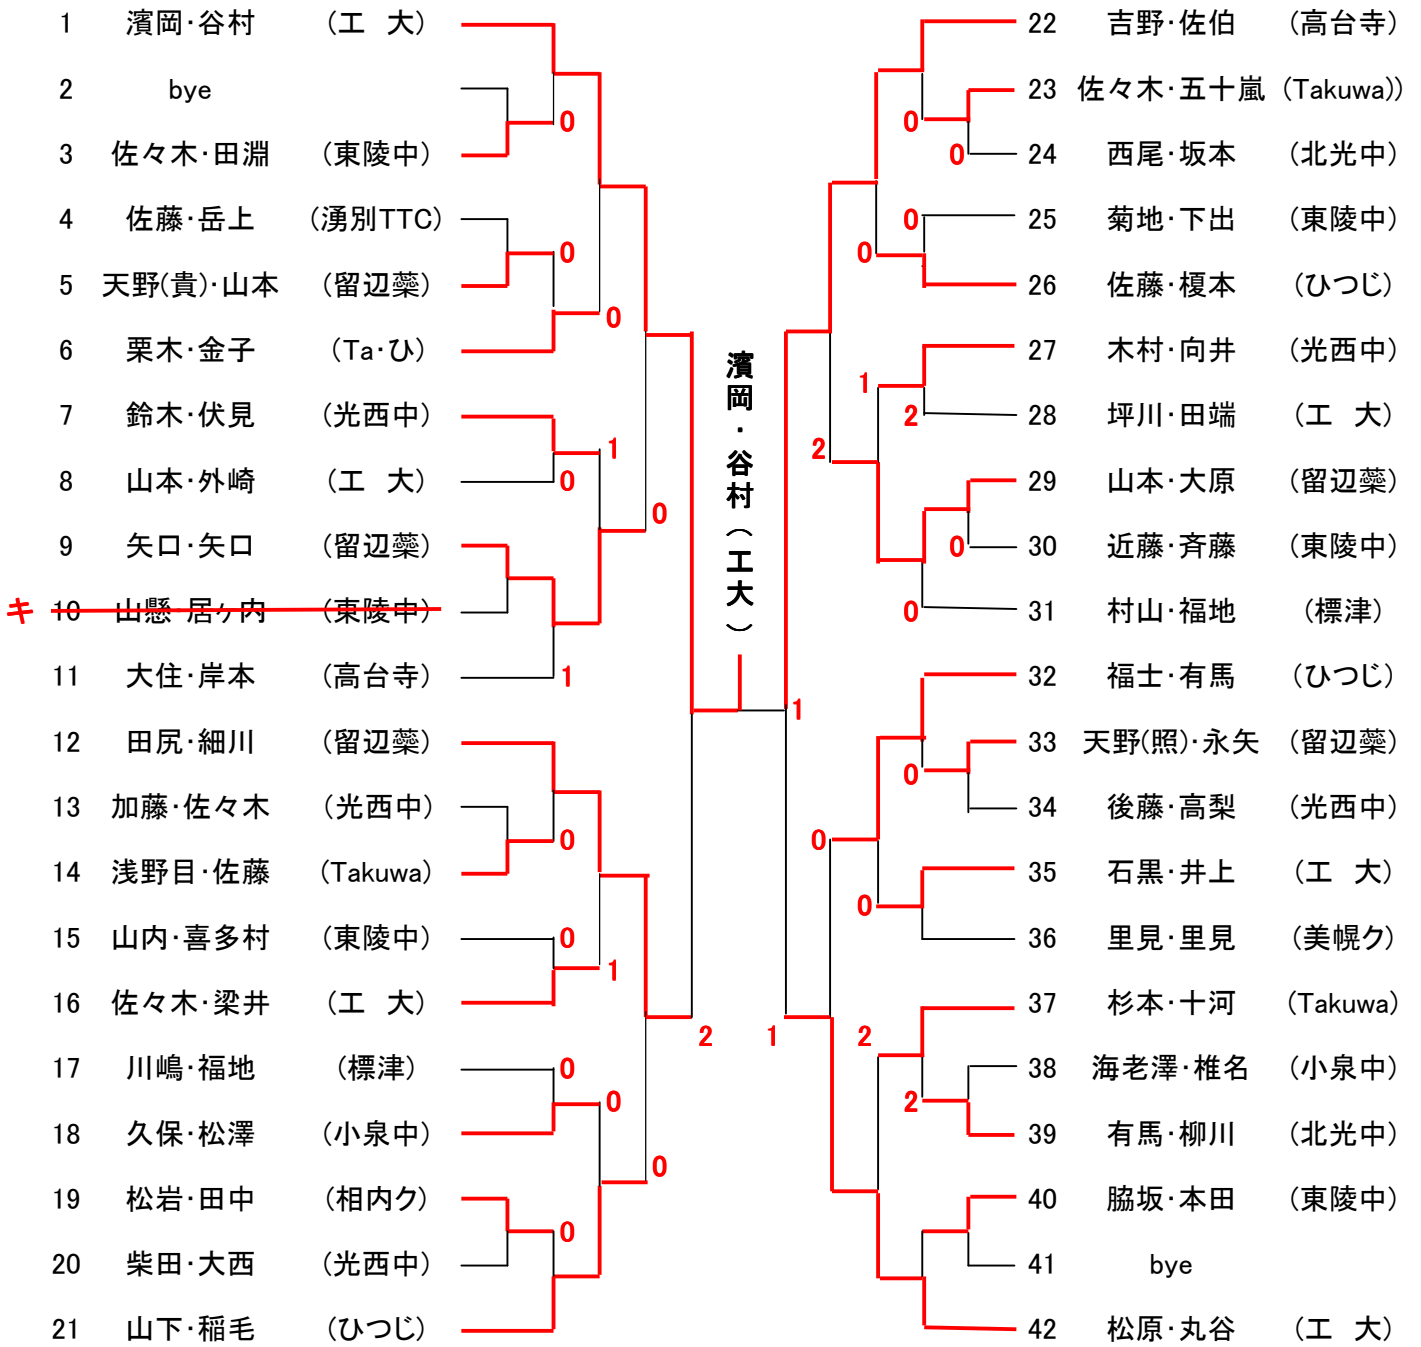 1 濱岡・谷村 (工 大)
2 bye
0
3 佐々木・田淵 (東陵中)
4 佐藤・岳上 (湧別TTC)
0
5 天野(貴)・山本 (留辺蘂)
0
6 栗木・金子 (Ta・ひ)
7 鈴木・伏見 (光西中)
1
8 山本・外崎 (工 大)
0
0
9 矢口・矢口 (留辺蘂)
キ 10 山懸・居ヶ内 (東陵中)
11 大住・岸本 (高台寺)
1
12 田尻・細川 (留辺蘂)
13 加藤・佐々木 (光西中)
0
14 浅野目・佐藤 (Takuwa)
15 山内・喜多村 (東陵中)
0
1
16 佐々木・梁井 (工 大)
2
17 川嶋・福地 (標津)
0
0
18 久保・松澤 (小泉中)
0
19 松岩・田中 (相内ク)
0
20 柴田・大西 (光西中)
21 山下・稲毛 (ひつじ)
濱岡・谷村(工大)
1
22 吉野・佐伯 (高台寺)
23 佐々木・五十嵐 (Takuwa))
0
0
24 西尾・坂本 (北光中)
0
25 菊地・下出 (東陵中)
0
26 佐藤・榎本 (ひつじ)
27 木村・向井 (光西中)
1
2
28 坪川・田端 (工 大)
2
29 山本・大原 (留辺蘂)
0
30 近藤・斉藤 (東陵中)
0
31 村山・福地 (標津)
32 福士・有馬 (ひつじ)
33 天野(照)・永矢 (留辺蘂)
0
34 後藤・高梨 (光西中)
0
35 石黒・井上 (工 大)
0
36 里見・里見 (美幌ク)
37 杉本・十河 (Takuwa)
1
2
38 海老澤・椎名 (小泉中)
2
39 有馬・柳川 (北光中)
40 脇坂・本田 (東陵中)
41 bye
42 松原・丸谷 (工 大)